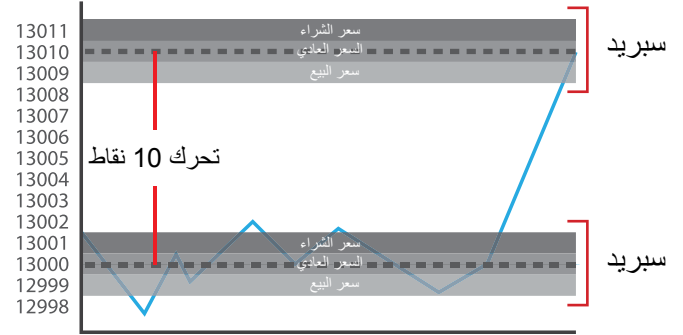 13011
13010
13009
13008
13007
13006
13005
13004
13003
13002
13001
13000
12999
12998
سعر الشراء
السعر العادي
سعر البيع
سبريد
تحرك 10 نقاط
سعر الشراء
السعر العادي
سعر البيع
سبريد